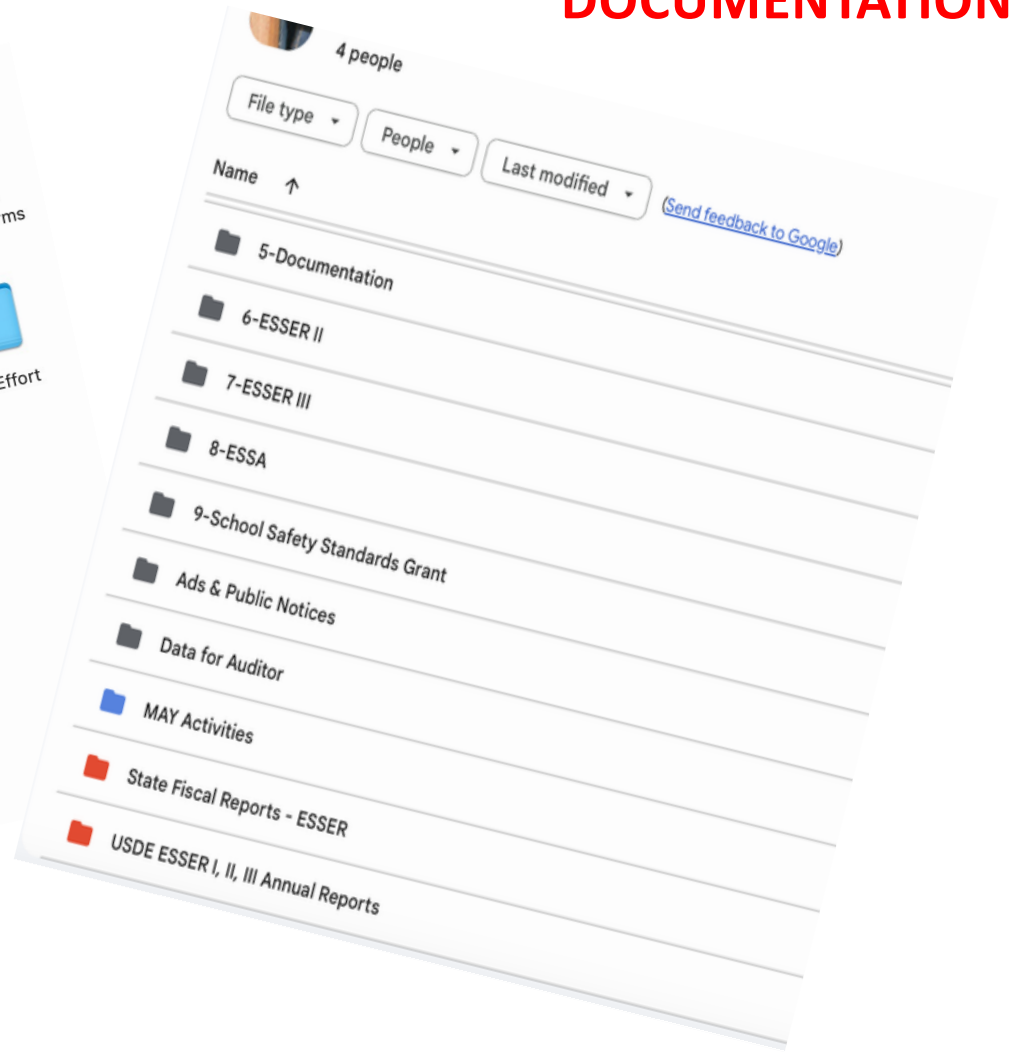 DOCUMENTATION
4 people
File type
People
Last modified
(Send feedback to Google)
Name
5-Documentation
6-ESSER II
7-ESSER III
8-ESSA
9-School Safety Standards Grant
Ads & Public Notices
Data for Auditor
MAY Activities
State Fiscal Reports - ESSER
USDE ESSER I, II, III Annual Reports
ms
Effort